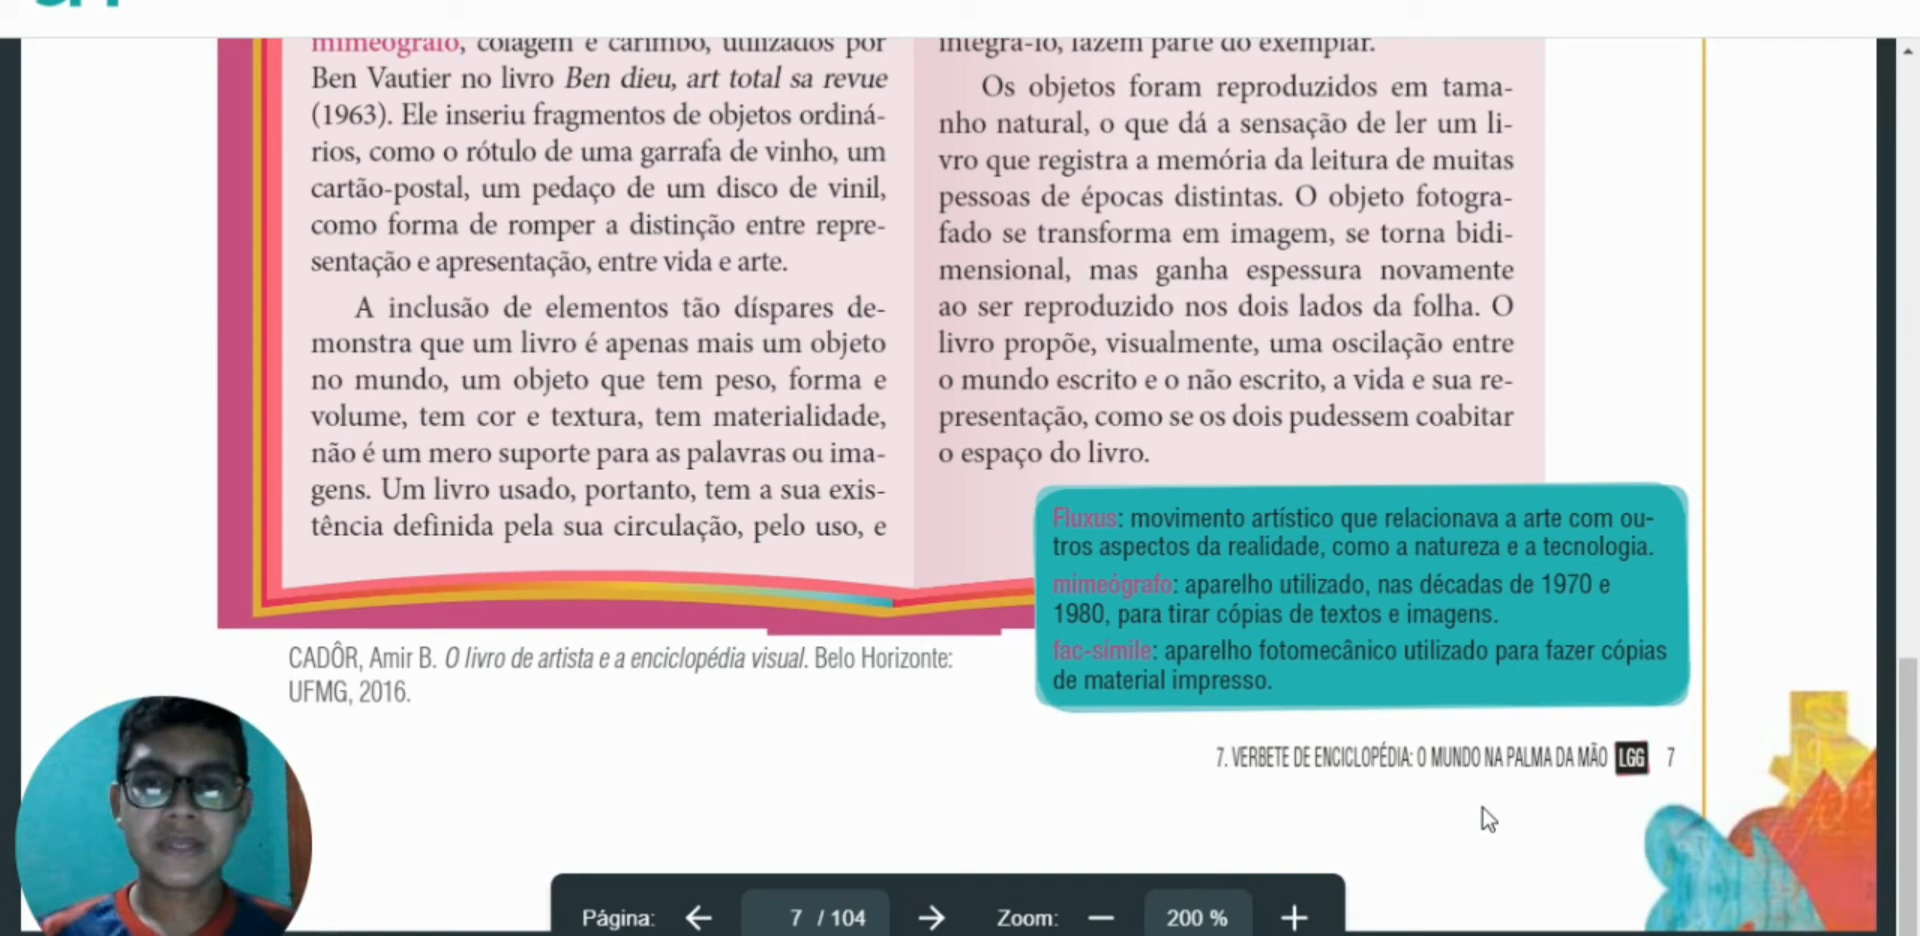 mimeógrafo, colagem e carimbo, utilizados por
Ben Vautier no livro Ben dieu, art total sa revue
(1963). Ele inseriu fragmentos de objetos ordiná-
rios, como o rótulo de uma garrafa de vinho, um
cartão-postal, um pedaço de um disco de vinil,
como forma de romper a distinção entre repre-
sentação e apresentação, entre vida e arte.
A inclusão de elementos tão díspares de-
monstra que um livro é apenas mais um objeto
no mundo, um objeto que tem peso, forma e
volume, tem cor e textura, tem materialidade,
não é um mero suporte para as palavras ou ima-
gens. Um livro usado, portanto, tem a sua exis-
tência definida pela sua circulação, pelo uso, e
integrá-lo, fazem parte do exemplar.
Os objetos foram reproduzidos em tama-
nho natural, o que dá a sensação de ler um li-
vro que registra a memória da leitura de muitas
pessoas de épocas distintas. O objeto fotogra-
fado se transforma em imagem, se torna bidi-
mensional, mas ganha espessura novamente
ao ser reproduzido nos dois lados da folha. O
livro propõe, visualmente, uma oscilação entre
o mundo escrito e o não escrito, a vida e sua re-
presentação, como se os dois pudessem coabitar
o espaço do livro.
Fluxus: movimento artístico que relacionava a arte com ou-
tros aspectos da realidade, como a natureza e a tecnologia.
mimeógrafo: aparelho utilizado, nas décadas de 1970 e
1980, para tirar cópias de textos e imagens.
fac-símile: aparelho fotomecânico utilizado para fazer cópias
de material impresso.
CADÔR, Amir B. O livro de artista e a enciclopédia visual. Belo Horizonte:
UFMG, 2016.
7. VERBETE DE ENCICLOPÉDIA: O MUNDO NA PALMA DA MÃO LGG 7
Página: 7 / 104 Zoom: 200 %